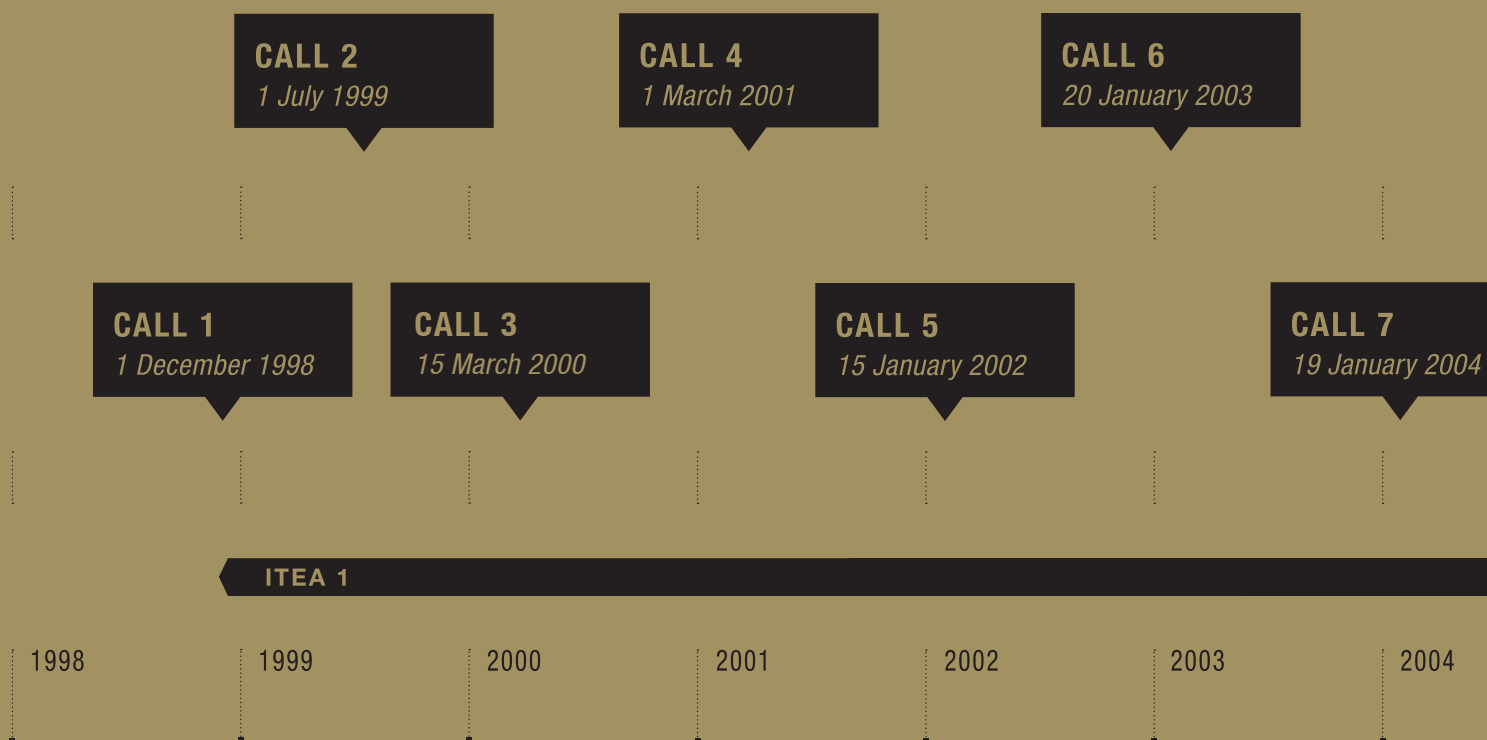 CALL 2
1 July 1999
CALL 4
1 March 2001
CALL 6
20 January 2003
CALL 1
1 December 1998
CALL 3
15 March 2000
CALL 5
15 January 2002
CALL 7
19 January 2004
ITEA 1
1998
1999
2000
2001
2002
2003
2004